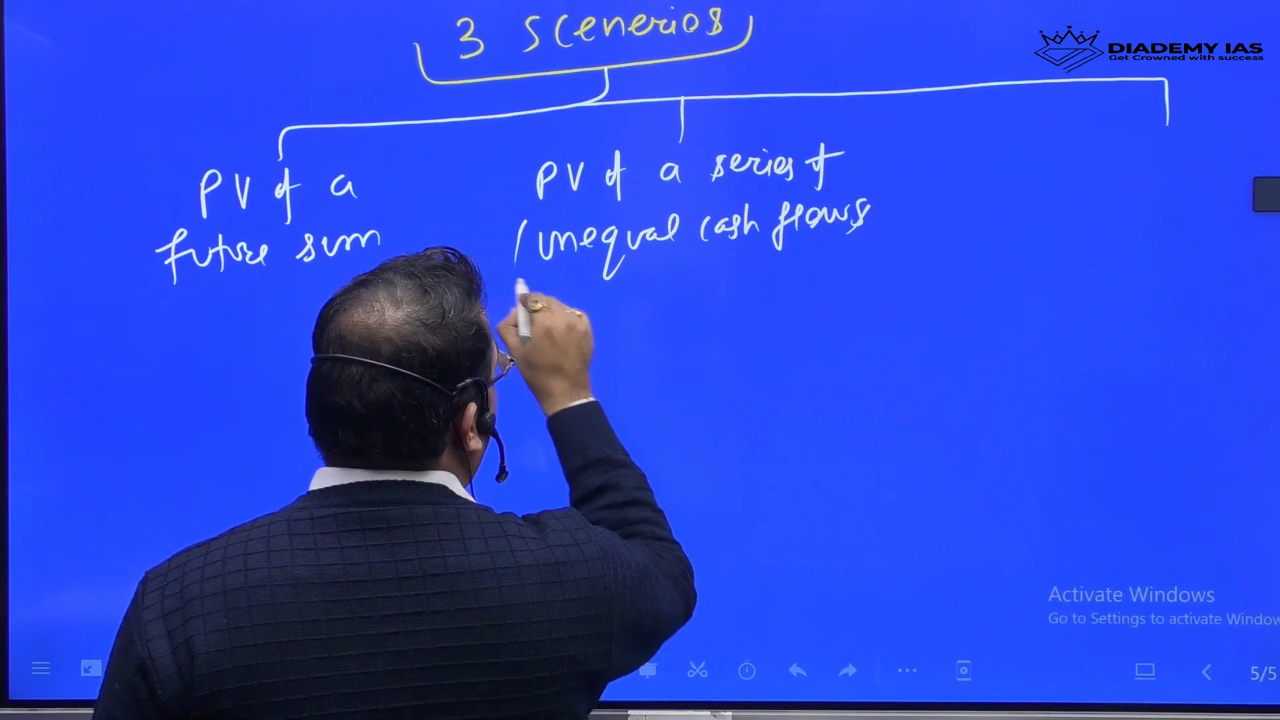 3 scenerios
DIADEMY IAS
Get Crowned with success
PV of a
future sum
PV of a series of
unequal cash flows
Activate Windows
Go to Settings to activate Window
5/5